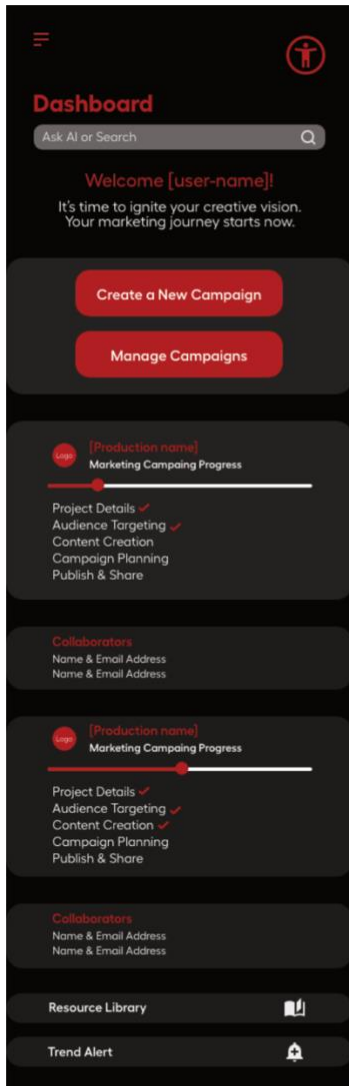 Dashboard
Ask AI or Search
Welcome [user-name]!
It's time to ignite your creative vision.
Your marketing journey starts now.
Create a New Campaign
Manage Campaigns
Logo
[Production name]
Marketing Campaing Progress
Project Details
Audience Targeting
Content Creation
Campaign Planning
Publish & Share
Collaborators
Name & Email Address
Name & Email Address
Logo
[Production name]
Marketing Campaing Progress
Project Details
Audience Targeting
Content Creation
Campaign Planning
Publish & Share
Collaborators
Name & Email Address
Name & Email Address
Resource Library
Trend Alert